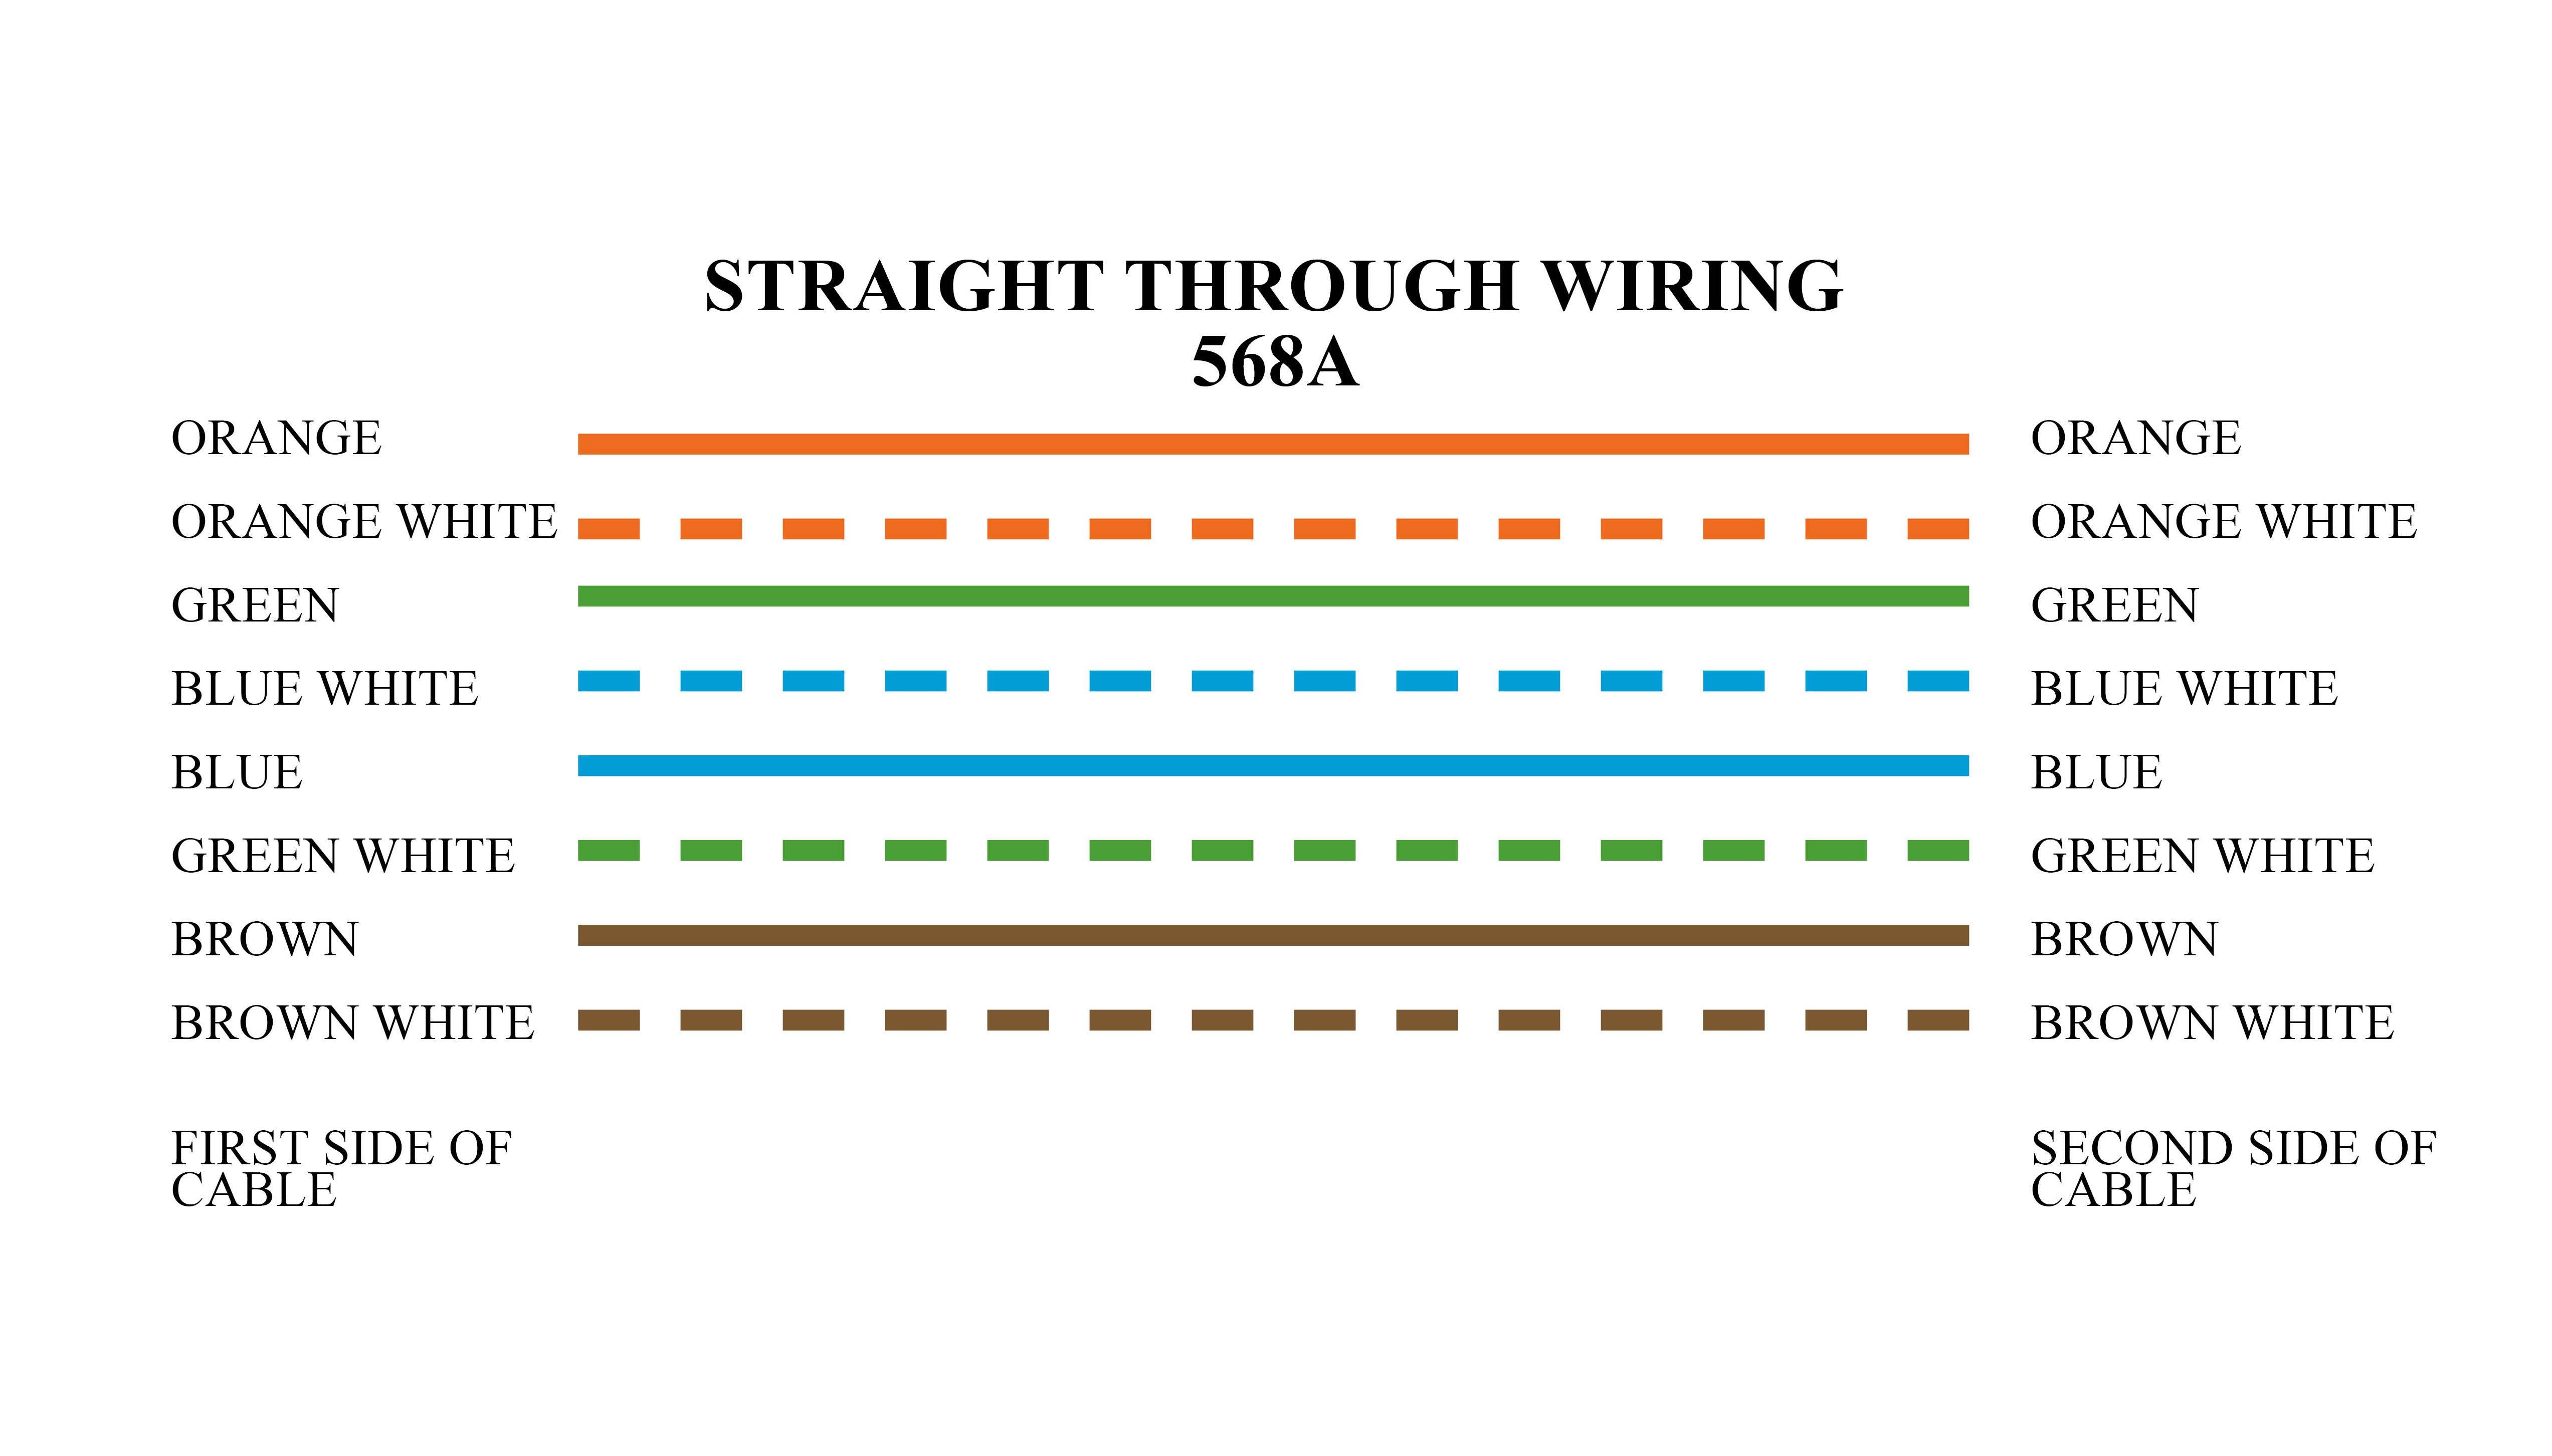 STRAIGHT THROUGH WIRING
568A
ORANGE ORANGE
ORANGE WHITE ORANGE WHITE
GREEN GREEN
BLUE WHITE BLUE WHITE
BLUE BLUE
GREEN WHITE GREEN WHITE
BROWN BROWN
BROWN WHITE BROWN WHITE
FIRST SIDE OF
CABLE
SECOND SIDE OF
CABLE